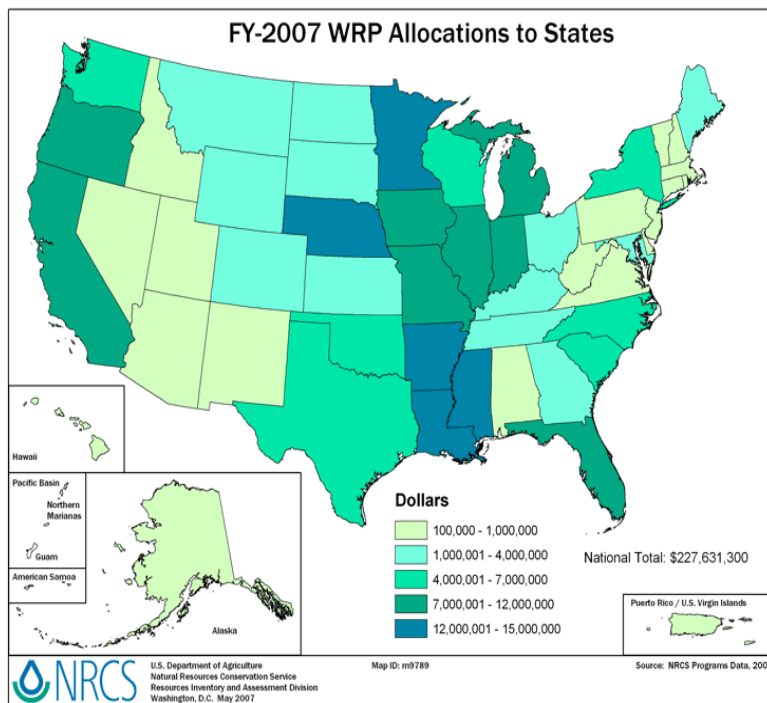 FY-2007 WRP Allocations to States
Hawaii
Pacific Basin
Northern
Marianas
Guam
American Samoa
Alaska
Dollars
100,000 - 1,000,000
1,000,001 - 4,000,000
4,000,001 - 7,000,000
7,000,001 - 12,000,000
12,000,001 - 15,000,000
National Total: $227,631,300
Puerto Rico / U.S. Virgin Islands
NRCS
U.S. Department of Agriculture
Natural Resources Conservation Service
Resources Inventory and Assessment Division
Washington, D.C. May 2007
Map ID: m9789
Source: NRCS Programs Data, 200